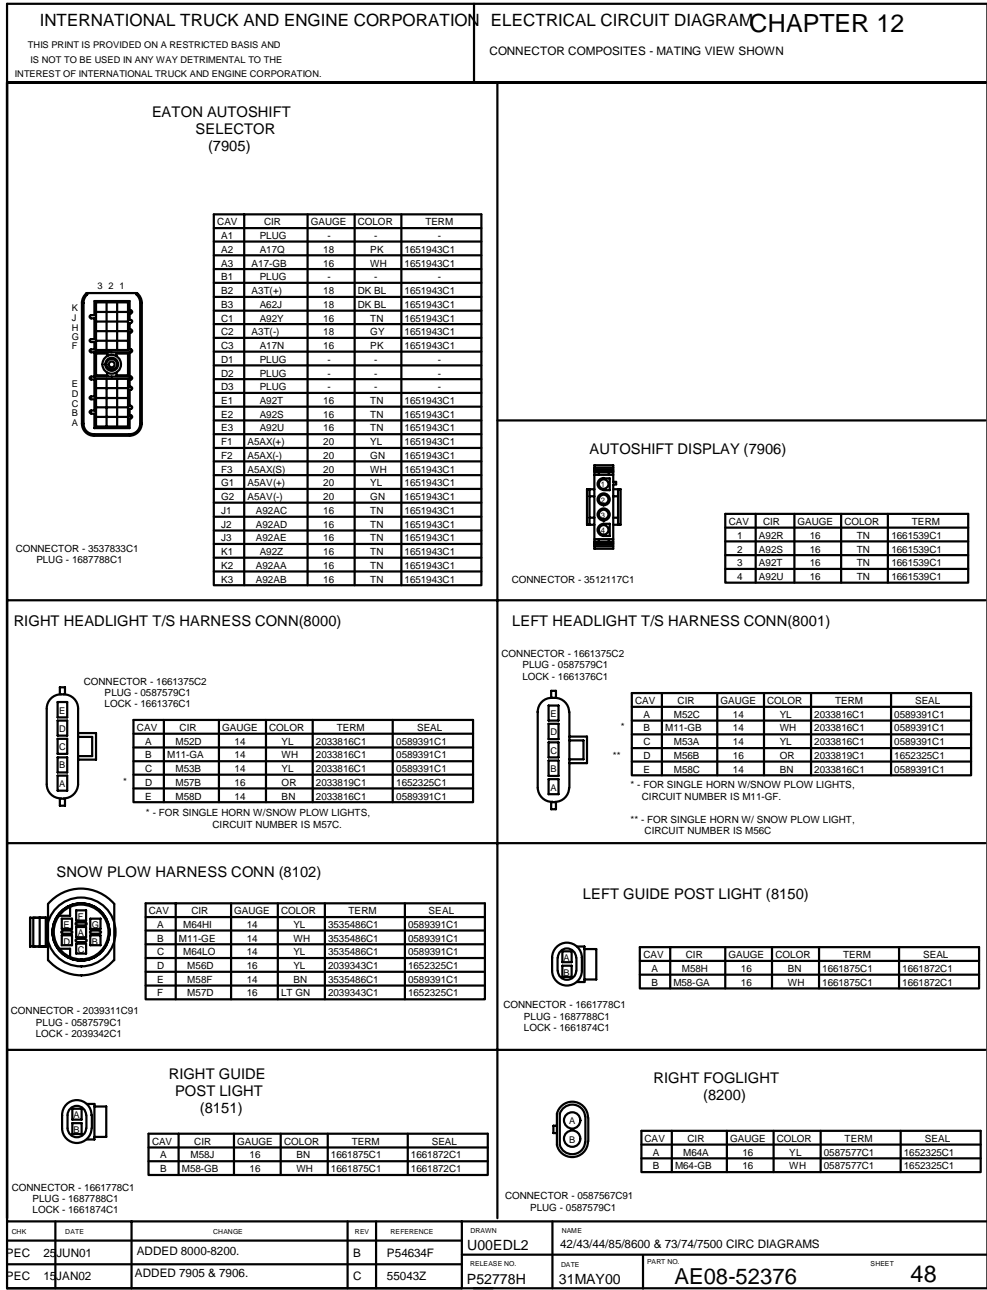 INTERNATIONAL TRUCK AND ENGINE CORPORATION
THIS PRINT IS PROVIDED ON A RESTRICTED BASIS AND
IS NOT TO BE USED IN ANY WAY DETRIMENTAL TO THE
INTEREST OF INTERNATIONAL TRUCK AND ENGINE CORPORATION.
ELECTRICAL CIRCUIT DIAGRAM CHAPTER 12
CONNECTOR COMPOSITES - MATING VIEW SHOWN
EATON AUTOSHIFT
SELECTOR
(7905)
3 2 1
K
J
H
G
F
E
D
C
B
A
CAV CIR GAUGE COLOR TERM
A1 PLUG - - -
A2 A17Q 18 PK 1651943C1
A3 A17-GB 16 WH 1651943C1
B1 PLUG - - -
B2 A3T(+) 18 DK BL 1651943C1
B3 A62J 18 DK BL 1651943C1
C1 A92Y 16 TN 1651943C1
C2 A3T(-) 18 GY 1651943C1
C3 A17N 16 PK 1651943C1
D1 PLUG - - -
D2 PLUG - - -
D3 PLUG - - -
E1 A92T 16 TN 1651943C1
E2 A92S 16 TN 1651943C1
E3 A92U 16 TN 1651943C1
F1 A5AX(+) 20 YL 1651943C1
F2 A5AX(-) 20 GN 1651943C1
F3 A5AX(S) 20 WH 1651943C1
G1 A5AV(+) 20 YL 1651943C1
G2 A5AV(-) 20 GN 1651943C1
J1 A92AC 16 TN 1651943C1
J2 A92AD 16 TN 1651943C1
J3 A92AE 16 TN 1651943C1
K1 A92Z 16 TN 1651943C1
K2 A92AA 16 TN 1651943C1
K3 A92AB 16 TN 1651943C1
CONNECTOR - 3537833C1
PLUG - 1687788C1
AUTOSHIFT DISPLAY (7906)
1
2
3
4
CAV CIR GAUGE COLOR TERM
1 A92R 16 TN 1661539C1
2 A92S 16 TN 1661539C1
3 A92T 16 TN 1661539C1
4 A92U 16 TN 1661539C1
CONNECTOR - 3512117C1
RIGHT HEADLIGHT T/S HARNESS CONN(8000)
CONNECTOR - 1661375C2
PLUG - 0587579C1
LOCK - 1661376C1
E
D
C
B
A
CAV CIR GAUGE COLOR TERM SEAL
A M52D 14 YL 2033816C1 0589391C1
B M11-GA 14 WH 2033816C1 0589391C1
C M53B 14 YL 2033816C1 0589391C1
* D M57B 16 OR 2033819C1 1652325C1
E M58D 14 BN 2033816C1 0589391C1
* - FOR SINGLE HORN W/SNOW PLOW LIGHTS,
CIRCUIT NUMBER IS M57C.
LEFT HEADLIGHT T/S HARNESS CONN(8001)
CONNECTOR - 1661375C2
PLUG - 0587579C1
LOCK - 1661376C1
E
D
C
B
A
CAV CIR GAUGE COLOR TERM SEAL
A M52C 14 YL 2033816C1 0589391C1
* B M11-GB 14 WH 2033816C1 0589391C1
C M53A 14 YL 2033816C1 0589391C1
** D M56B 16 OR 2033819C1 1652325C1
E M58C 14 BN 2033816C1 0589391C1
* - FOR SINGLE HORN W/SNOW PLOW LIGHTS,
CIRCUIT NUMBER IS M11-GF.
** - FOR SINGLE HORN W/ SNOW PLOW LIGHT,
CIRCUIT NUMBER IS M56C
SNOW PLOW HARNESS CONN (8102)
F
E G
A
D B
C
CAV CIR GAUGE COLOR TERM SEAL
A M64HI 14 YL 3535486C1 0589391C1
B M11-GE 14 WH 3535486C1 0589391C1
C M64LO 14 YL 3535486C1 0589391C1
D M56D 16 YL 2039343C1 1652325C1
E M58F 14 BN 3535486C1 0589391C1
F M57D 16 LT GN 2039343C1 1652325C1
CONNECTOR - 2039311C91
PLUG - 0587579C1
LOCK - 2039342C1
LEFT GUIDE POST LIGHT (8150)
A
B
CAV CIR GAUGE COLOR TERM SEAL
A M58H 16 BN 1661875C1 1661872C1
B M58-GA 16 WH 1661875C1 1661872C1
CONNECTOR - 1661778C1
PLUG - 1687788C1
LOCK - 1661874C1
RIGHT GUIDE
POST LIGHT
(8151)
A
B
CAV CIR GAUGE COLOR TERM SEAL
A M58J 16 BN 1661875C1 1661872C1
B M58-GB 16 WH 1661875C1 1661872C1
CONNECTOR - 1661778C1
PLUG - 1687788C1
LOCK - 1661874C1
RIGHT FOGLIGHT
(8200)
A
B
CAV CIR GAUGE COLOR TERM SEAL
A M64A 16 YL 0587577C1 1652325C1
B M64-GB 16 WH 0587577C1 1652325C1
CONNECTOR - 0587567C91
PLUG - 0587579C1
CHK DATE CHANGE REV REFERENCE
PEC 25JUN01 ADDED 8000-8200. B P54634F
PEC 15JAN02 ADDED 7905 & 7906. C 55043Z
DRAWN
U00EDL2
NAME
42/43/44/85/8600 & 73/74/7500 CIRC DIAGRAMS
RELEASE NO.
P52778H
DATE
31MAY00
PART NO.
AE08-52376
SHEET
48